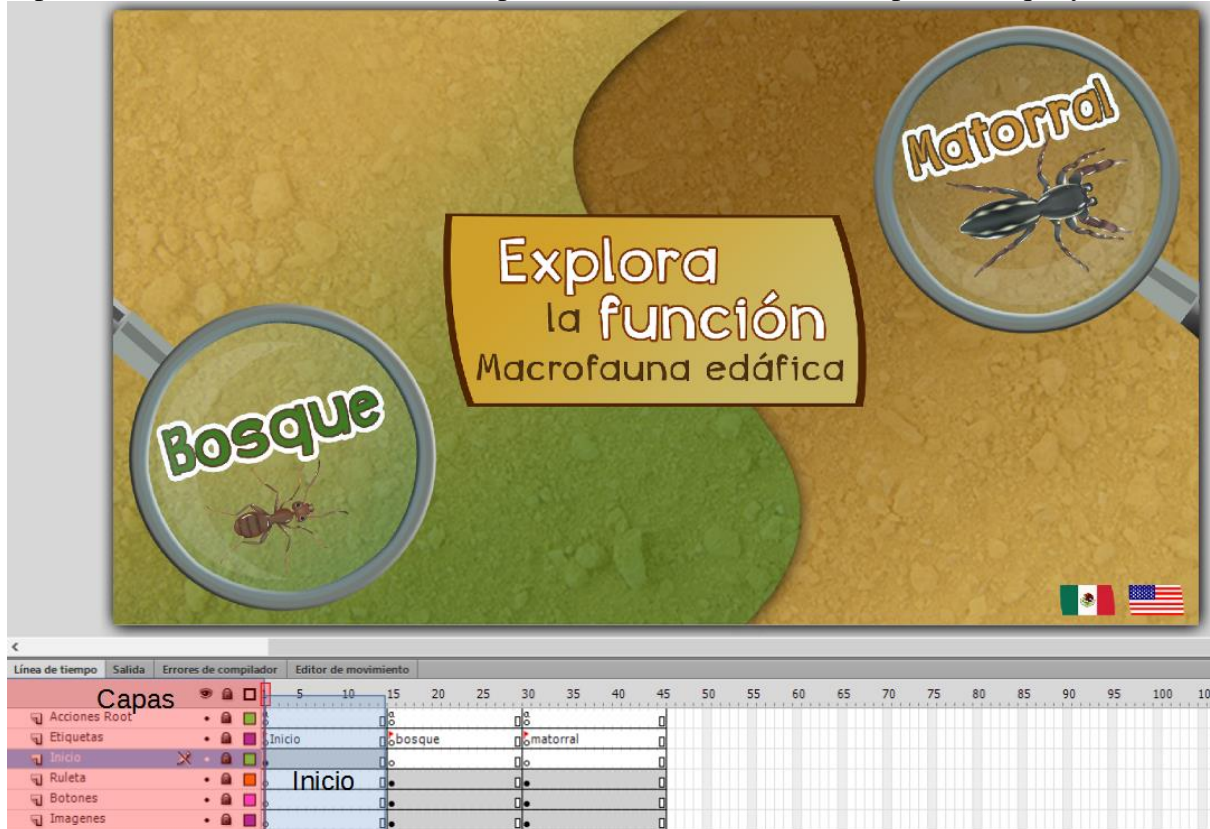 Matorral
Explora
la función
Macrofauna edáfica
Bosque
Línea de tiempo Salida Errores de compilador Editor de movimiento
Capas 5 10 15 20 25 30 35 40 45 50 55 60 65 70 75 80 85 90 95 100
Acciones Root a a a
Etiquetas Inicio bosque matorral
Inicio
Ruleta Inicio
Botones
Imagenes